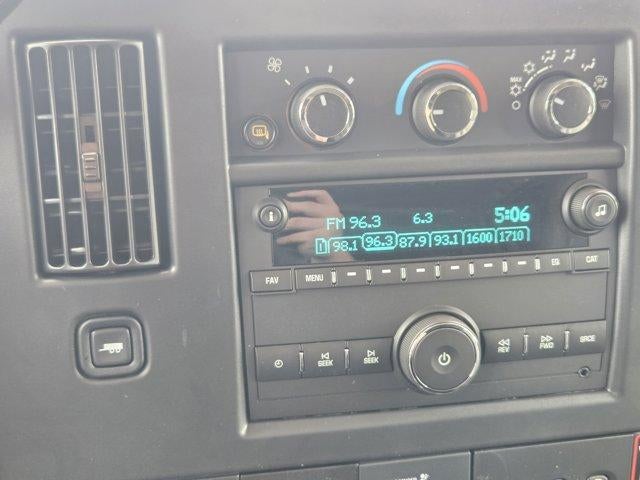 MAX
FM 96.3 6.3 5:06
1 98.1 96.3 87.9 93.1 1600 1710
FAV MENU EQ CAT
SEEK SEEK REV FWD SRCE